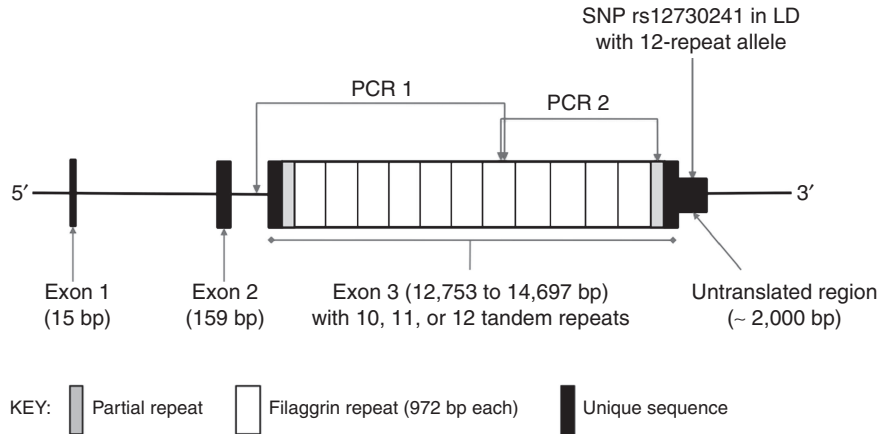 SNP rs12730241 in LD
with 12-repeat allele
PCR 1
PCR 2
5′
3′
Exon 1
(15 bp)
Exon 2
(159 bp)
Exon 3 (12,753 to 14,697 bp)
with 10, 11, or 12 tandem repeats
Untranslated region
(~ 2,000 bp)
KEY:
Partial repeat
Filaggrin repeat (972 bp each)
Unique sequence